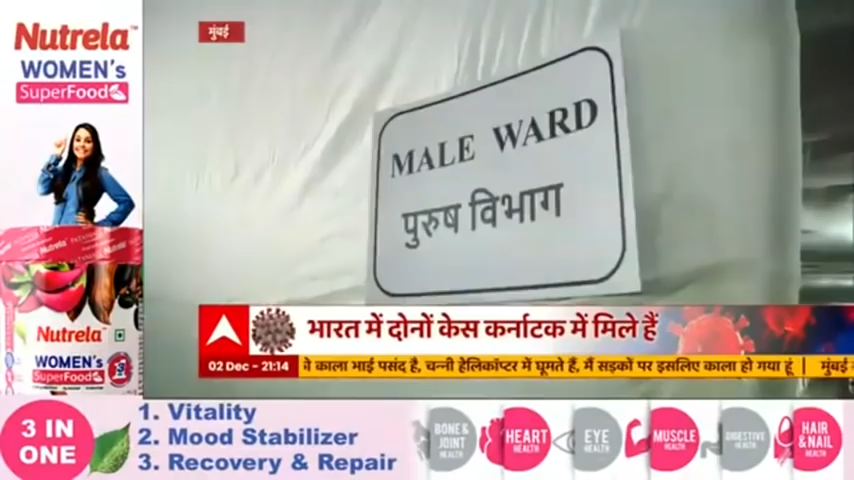 Nutrela
WOMEN's
SuperFood
मुंबई
MALE WARD
पुरुष विभाग
Nutrela
Nutrela
WOMEN's
SuperFood
भारत में दोनों केस कर्नाटक में मिले हैं
02 Dec - 21:14
ये काला भाई पसंद है, चन्नी हेलिकॉप्टर में घूमते हैं, मैं सड़कों पर इसलिए काला हो गया हूं | मुंबई
3 IN
ONE
1. Vitality
2. Mood Stabilizer
3. Recovery & Repair
BONE &
JOINT
HEALTH
HEART
HEALTH
EYE
HEALTH
MUSCLE
HEALTH
DIGESTIVE
HEALTH
HAIR
& NAIL
HEALTH